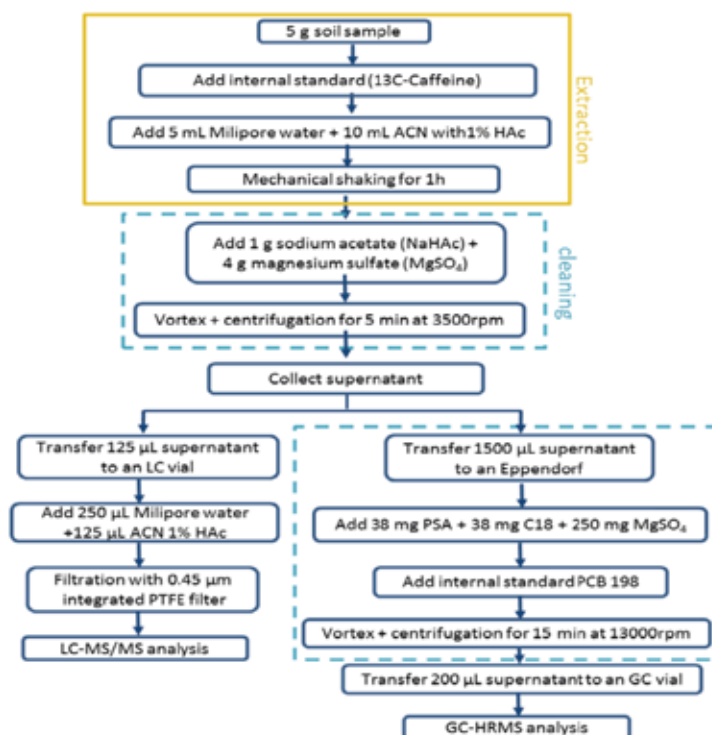 5 g soil sample
Add internal standard (13C-Caffeine)
Add 5 mL Milipore water + 10 mL ACN with1% HAc
Mechanical shaking for 1h
Extraction
Add 1 g sodium acetate (NaHAc) +
4 g magnesium sulfate (MgSO₄)
Vortex + centrifugation for 5 min at 3500rpm
cleaning
Collect supernatant
Transfer 125 µL supernatant
to an LC vial
Add 250 µL Milipore water
+125 µL ACN 1% HAc
Filtration with 0.45 µm
integrated PTFE filter
LC-MS/MS analysis
Transfer 1500 µL supernatant
to an Eppendorf
Add 38 mg PSA + 38 mg C18 + 250 mg MgSO₄
Add internal standard PCB 198
Vortex + centrifugation for 15 min at 13000rpm
Transfer 200 µL supernatant to an GC vial
GC-HRMS analysis